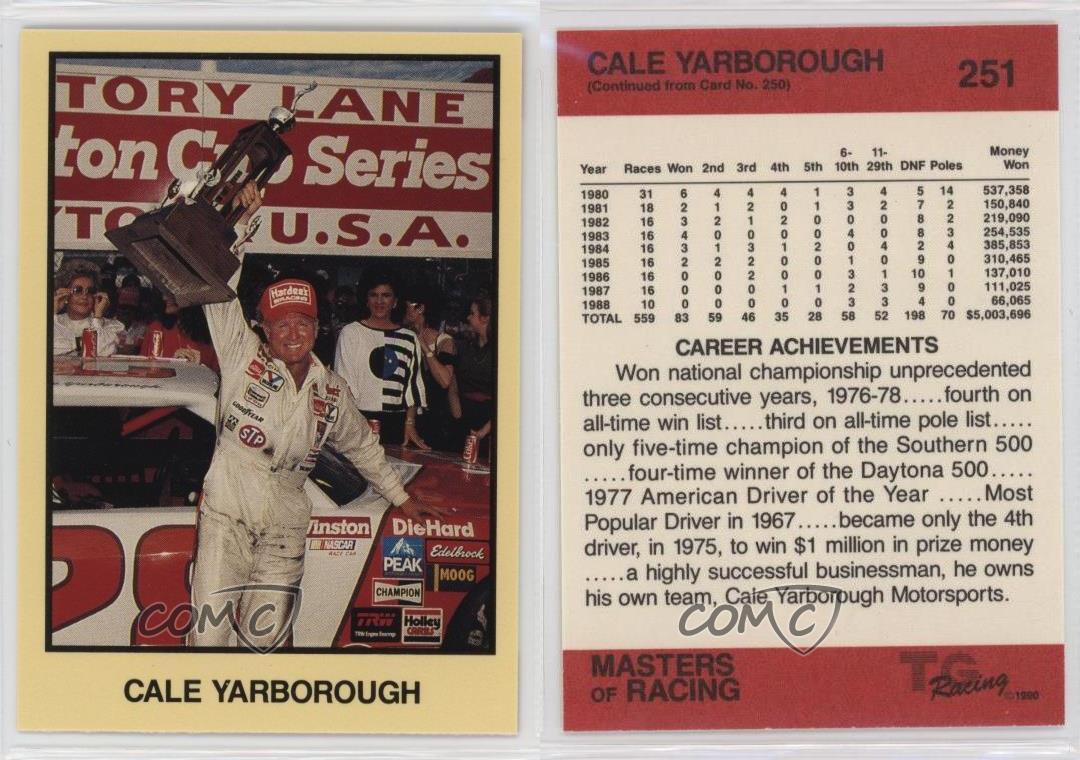 TORY LANE
ton Cup Series
YTO U.S.A.
Hardee's
RACING
GOODYEAR
STP
Winston
NASCAR
RACE CAR
DieHard
PEAK
Edelbrock
MOOG
CHAMPION
TRW
TRW Engine Bearings
Holley
CARBS
28
CALE YARBOROUGH
COMC
CALE YARBOROUGH 251
(Continued from Card No. 250)
Year Races Won 2nd 3rd 4th 5th 6-10th 11-29th DNF Poles Money Won
1980 31 6 4 4 4 1 3 4 5 14 537,358
1981 18 2 1 2 0 1 3 2 7 2 150,840
1982 16 3 2 1 2 0 0 0 8 2 219,090
1983 16 4 0 0 0 0 4 0 8 3 254,535
1984 16 3 1 3 1 2 0 4 2 4 385,853
1985 16 2 2 2 0 0 1 0 9 0 310,465
1986 16 0 0 2 0 0 3 1 10 1 137,010
1987 16 0 0 0 1 1 2 3 9 0 111,025
1988 10 0 0 0 0 0 3 3 4 0 66,065
TOTAL 559 83 59 46 35 28 58 52 198 70 $5,003,696
CAREER ACHIEVEMENTS
Won national championship unprecedented
three consecutive years, 1976-78.....fourth on
all-time win list.....third on all-time pole list.....
only five-time champion of the Southern 500
.....four-time winner of the Daytona 500.....
1977 American Driver of the Year .....Most
Popular Driver in 1967.....became only the 4th
driver, in 1975, to win $1 million in prize money
.....a highly successful businessman, he owns
his own team, Cale Yarborough Motorsports.
COMC
MASTERS
OF RACING
TG
Racing
©1990